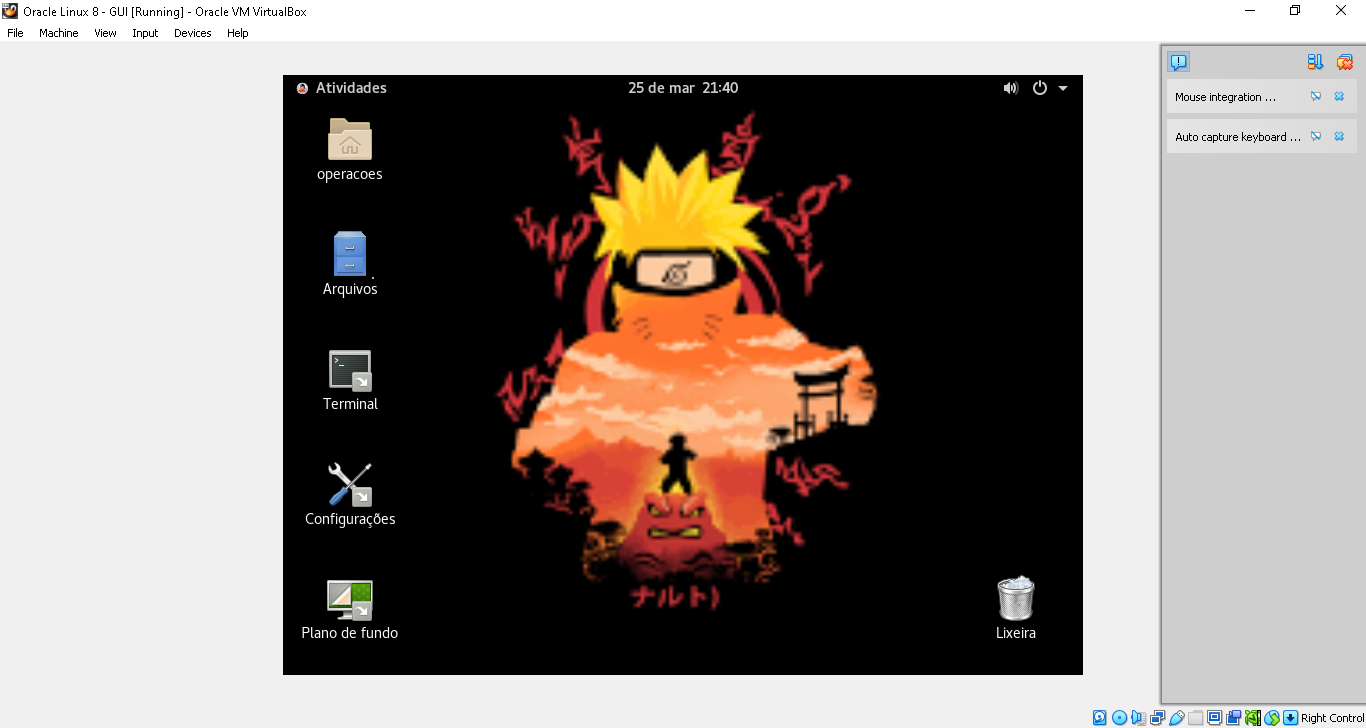 Oracle Linux 8 - GUI [Running] - Oracle VM VirtualBox
File Machine View Input Devices Help
Atividades 25 de mar 21:40
Mouse integration ...
Auto capture keyboard ...
operacoes
Arquivos
Terminal
Configurações
Plano de fundo
ナルト
Lixeira
Right Control